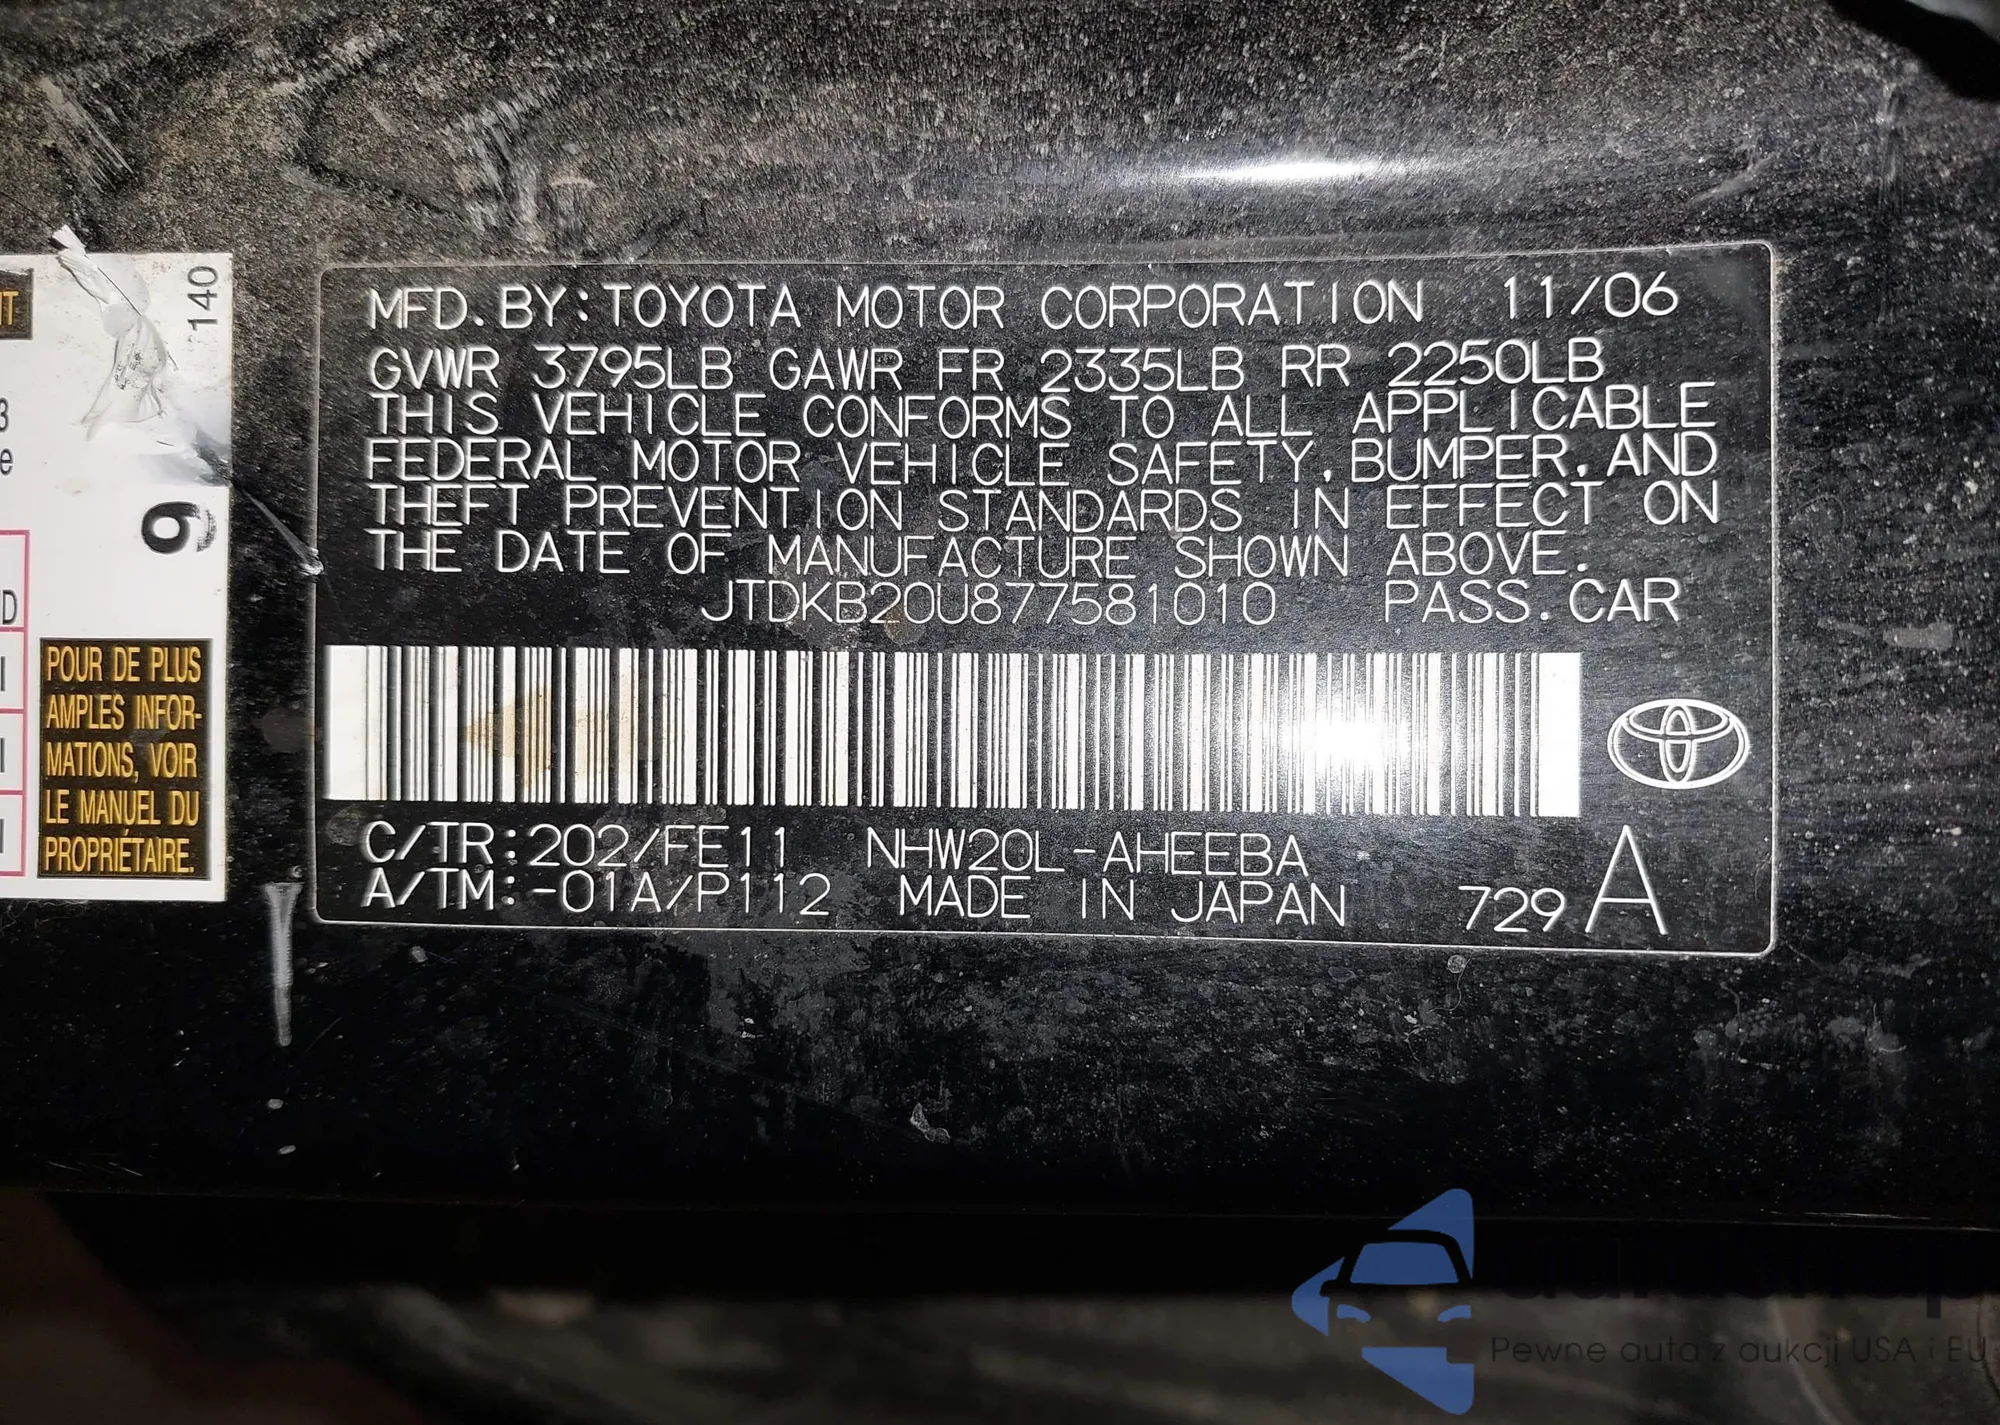 MFD. BY: TOYOTA MOTOR CORPORATION 11/06
GVWR 3795LB GAWR FR 2335LB RR 2250LB
THIS VEHICLE CONFORMS TO ALL APPLICABLE
FEDERAL MOTOR VEHICLE SAFETY, BUMPER, AND
THEFT PREVENTION STANDARDS IN EFFECT ON
THE DATE OF MANUFACTURE SHOWN ABOVE.
JTDKB20U877581010 PASS. CAR
C/TR: 202/FE11 NHW20L-AHEEBA
A/TM: -01A/P112 MADE IN JAPAN 729 A
140
9
POUR DE PLUS
AMPLES INFOR-
MATIONS, VOIR
LE MANUEL DU
PROPRIÉTAIRE.
Pewne auta z aukcji USA i EU